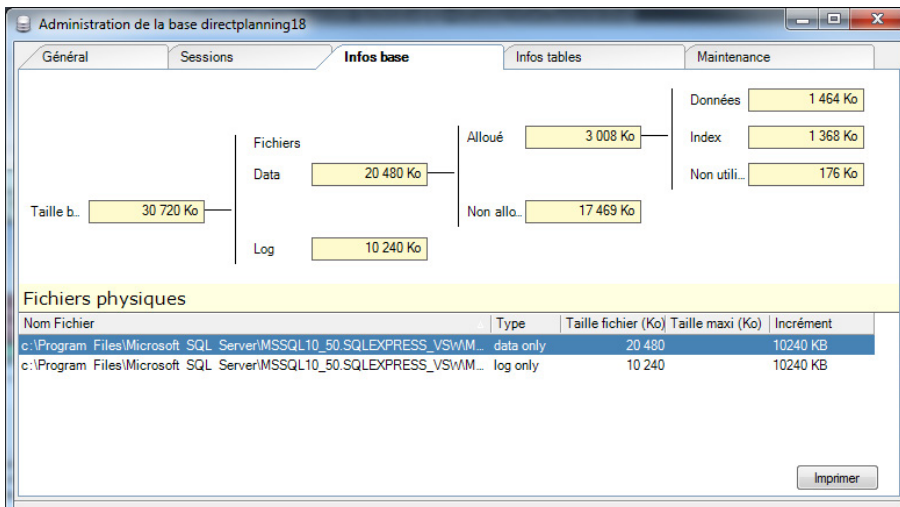 Administration de la base directplanning18
Général Sessions Infos base Infos tables Maintenance
Données 1 464 Ko
Fichiers Alloué 3 008 Ko Index 1 368 Ko
Data 20 480 Ko Non utili... 176 Ko
Taille b... 30 720 Ko Non allo... 17 469 Ko
Log 10 240 Ko
Fichiers physiques
Nom Fichier Type Taille fichier (Ko) Taille maxi (Ko) Incrément
c:\Program Files\Microsoft SQL Server\MSSQL10_50.SQLEXPRESS_VSW\M... data only 20 480 10240 KB
c:\Program Files\Microsoft SQL Server\MSSQL10_50.SQLEXPRESS_VSW\M... log only 10 240 10240 KB
Imprimer